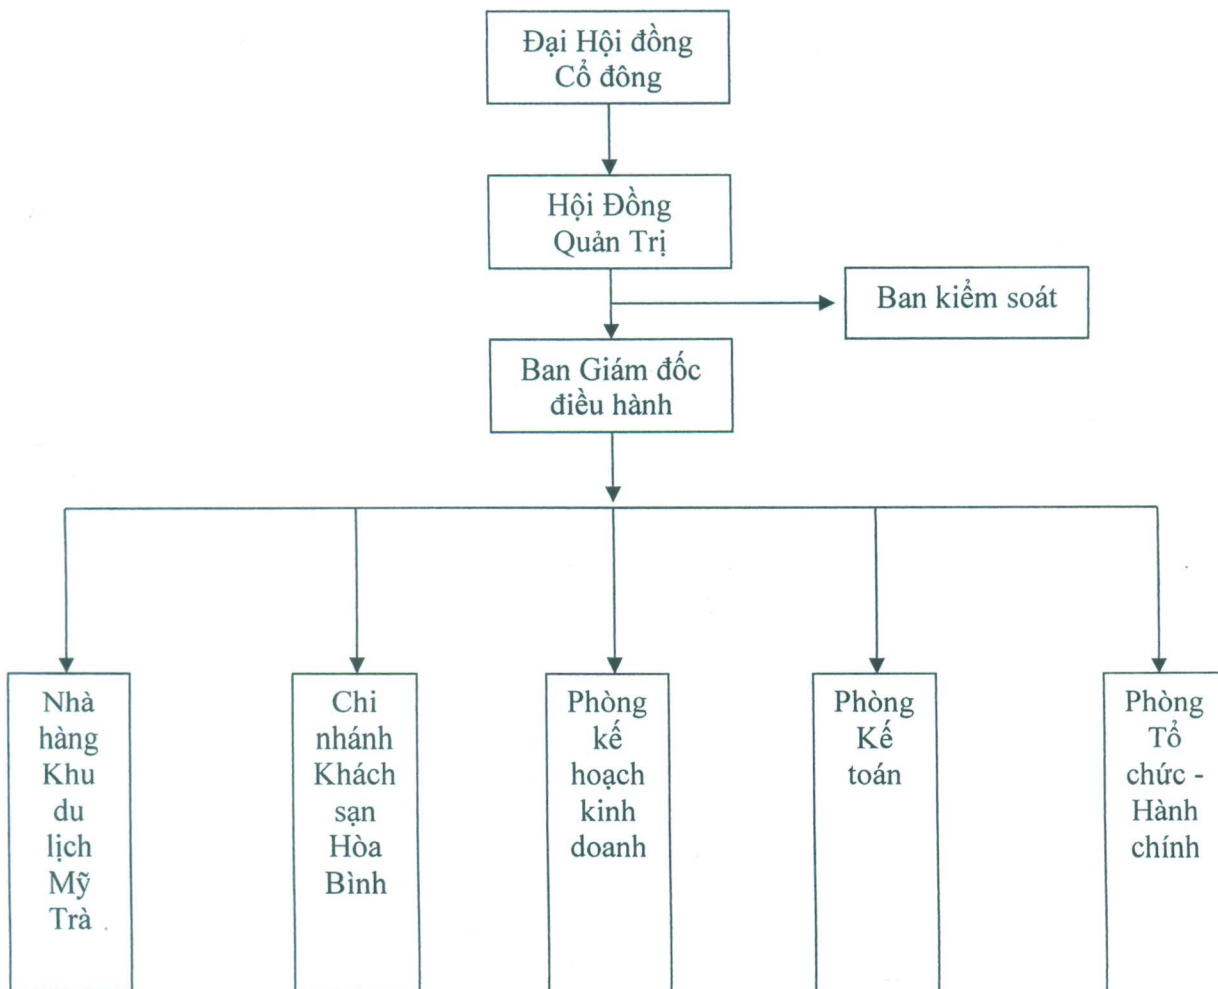 Đại Hội đồng
Cổ đông
Hội Đồng
Quản Trị
Ban kiểm soát
Ban Giám đốc
điều hành
Nhà
hàng
Khu
du
lịch
Mỹ
Trà
Chi
nhánh
Khách
sạn
Hòa
Bình
Phòng
kế
hoạch
kinh
doanh
Phòng
Kế
toán
Phòng
Tổ
chức -
Hành
chính